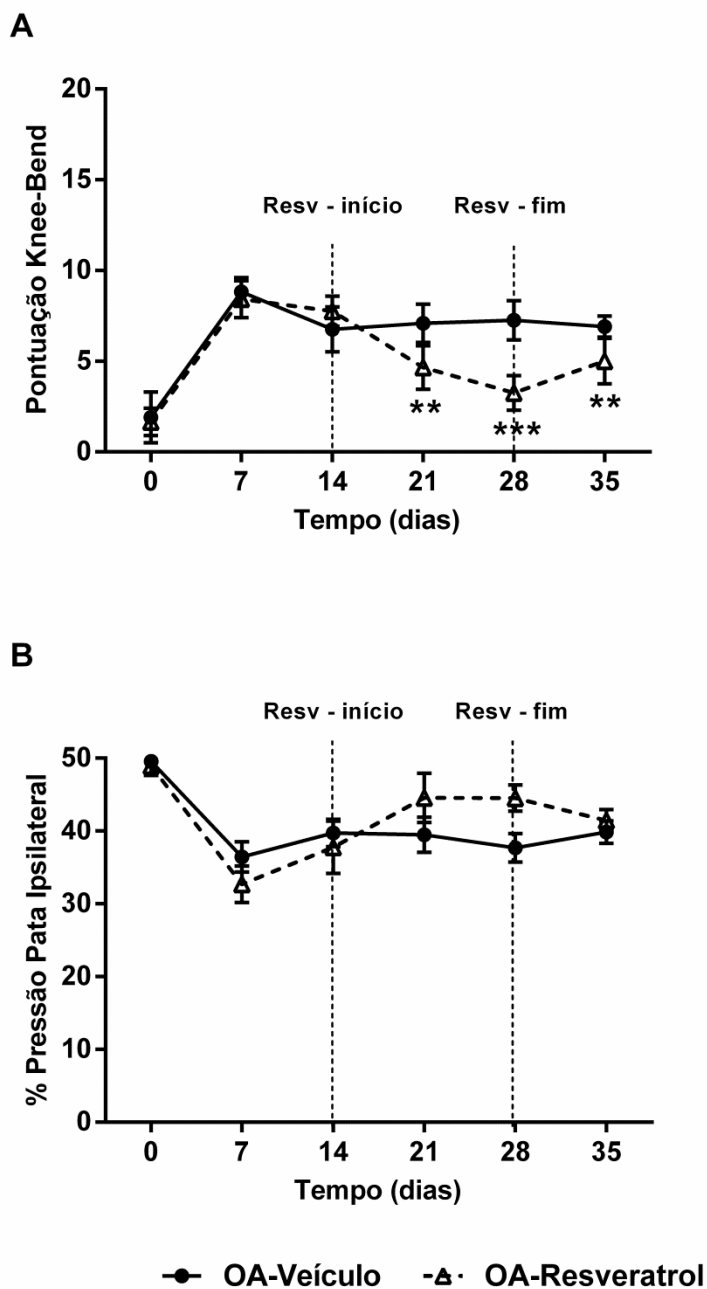 A
Pontuação Knee-Bend
20
15
10
5
0
Resv - início
Resv - fim
**
***
**
0 7 14 21 28 35
Tempo (dias)
B
% Pressão Pata Ipsilateral
50
40
30
20
10
0
Resv - início
Resv - fim
0 7 14 21 28 35
Tempo (dias)
OA-Veículo
OA-Resveratrol